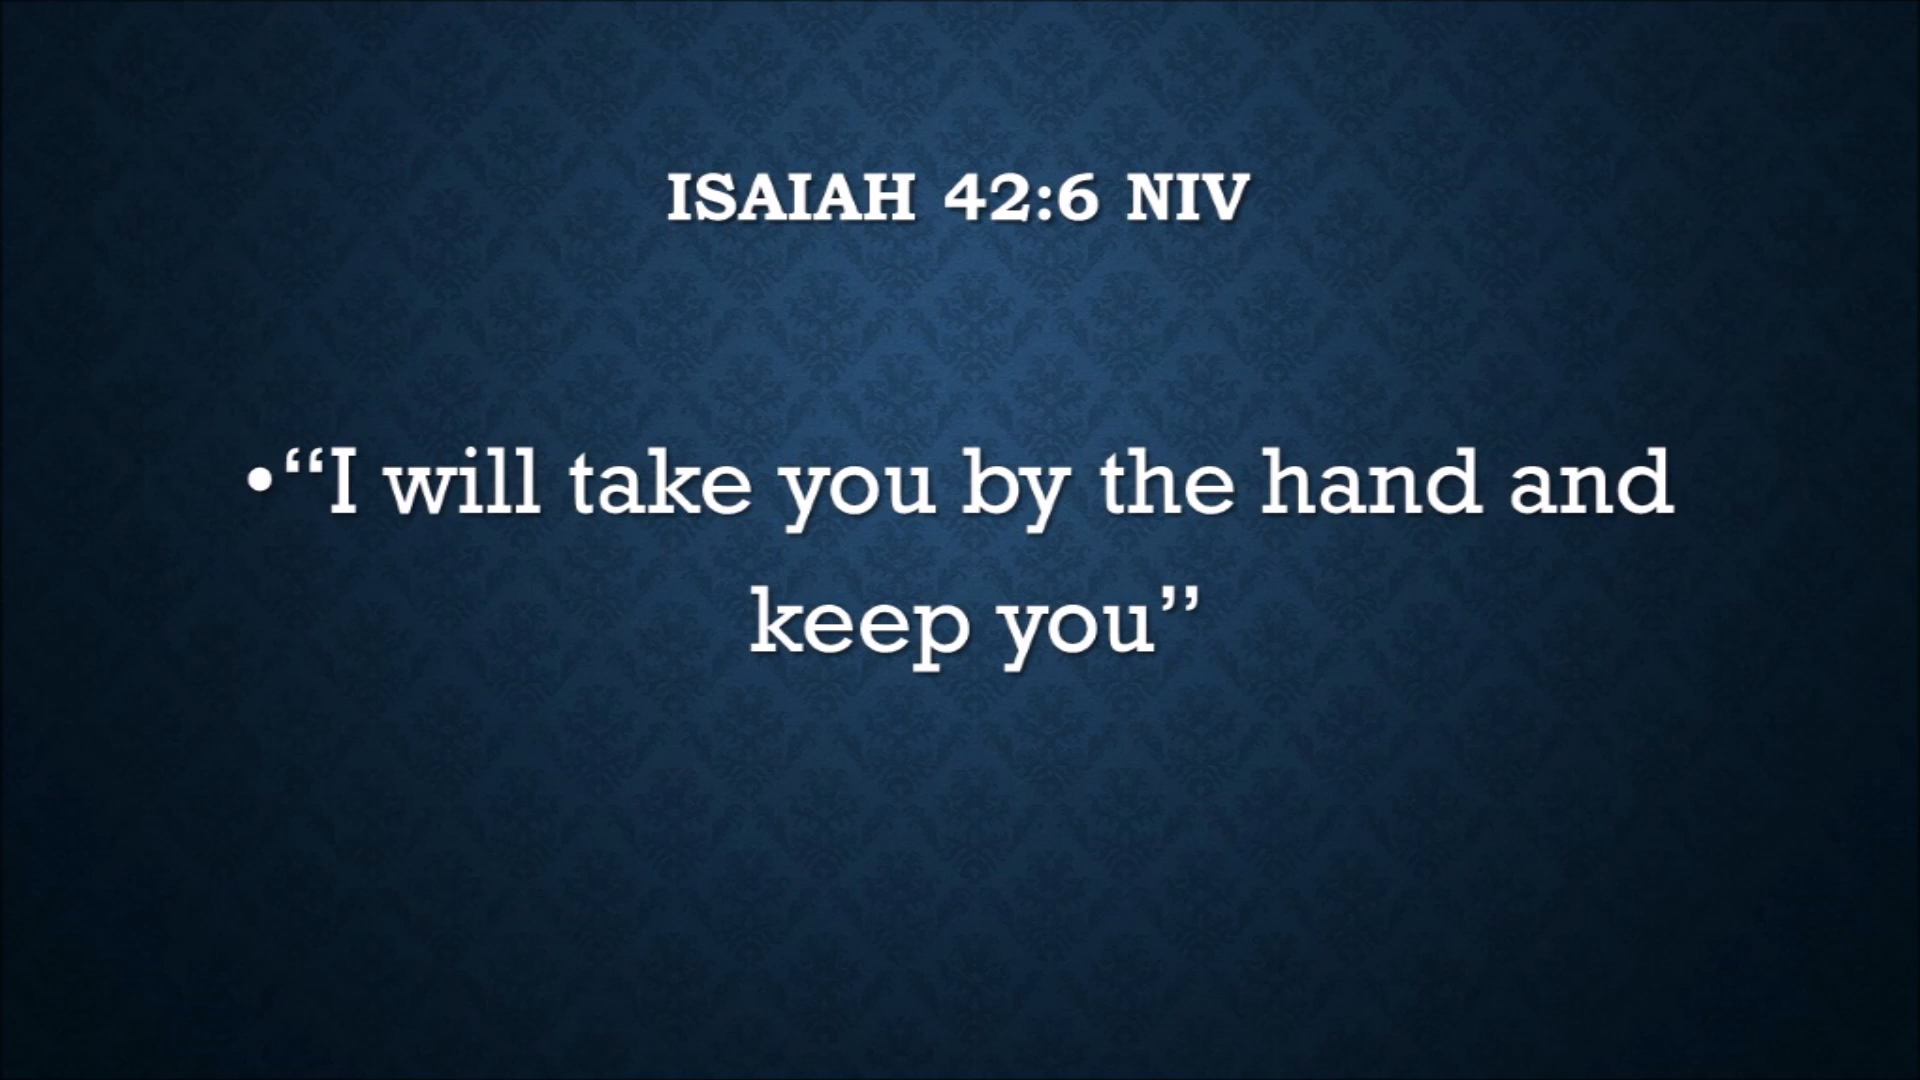 ISAIAH 42:6 NIV
•“I will take you by the hand and
keep you”